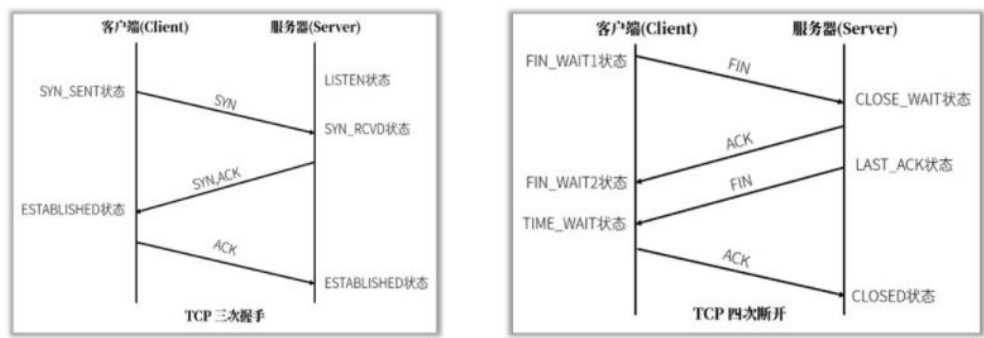 客户端(Client)
服务器(Server)
LISTEN状态
SYN_SENT状态
SYN
SYN_RCVD状态
SYN,ACK
ESTABLISHED状态
ACK
ESTABLISHED状态
TCP 三次握手
客户端(Client)
服务器(Server)
FIN_WAIT1状态
FIN
CLOSE_WAIT状态
ACK
LAST_ACK状态
FIN_WAIT2状态
FIN
TIME_WAIT状态
ACK
CLOSED状态
TCP 四次断开